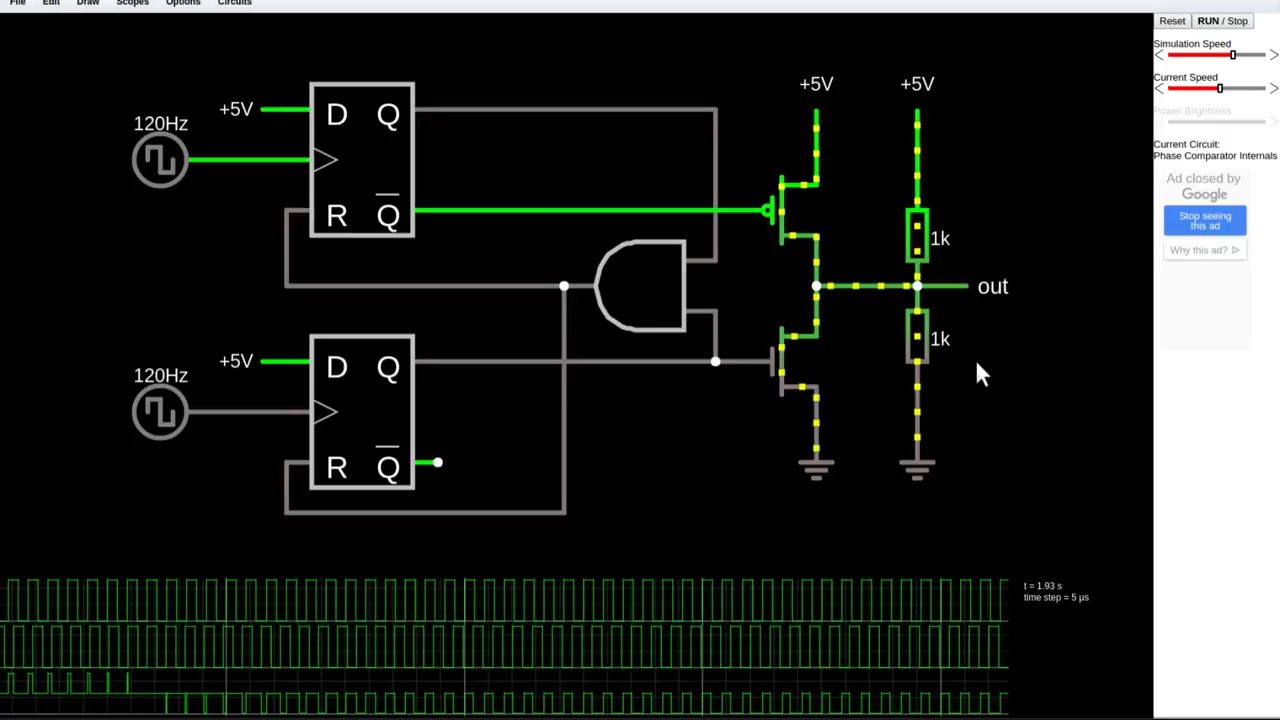 File Edit Draw Scopes Options Circuits
Reset RUN / Stop
Simulation Speed
Current Speed
Power Brightness
Current Circuit:
Phase Comparator Internals
Ad closed by
Google
Stop seeing
this ad
Why this ad?
+5V +5V
+5V D Q
120Hz
R Q
1k
out
1k
+5V D Q
120Hz
R Q
t = 1.93 s
time step = 5 µs